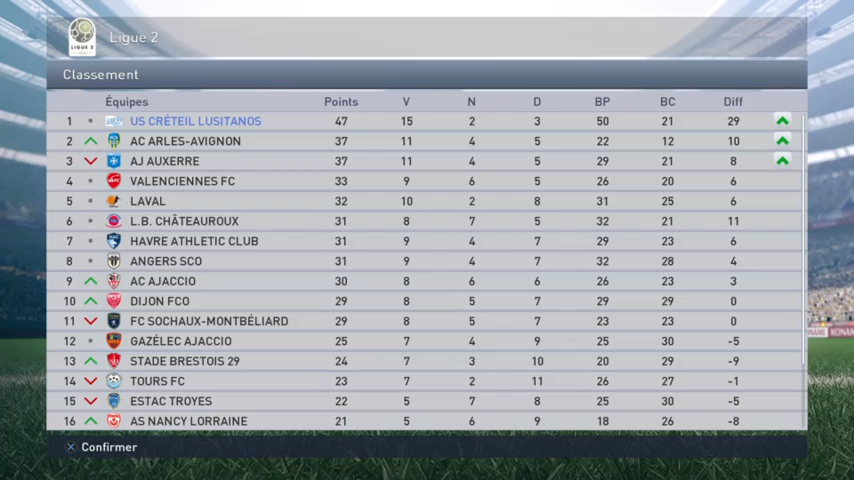 Ligue 2
LIGUE 2
Classement
Équipes Points V N D BP BC Diff
1 US CRÉTEIL LUSITANOS 47 15 2 3 50 21 29
2 AC ARLES-AVIGNON 37 11 4 5 22 12 10
3 AJ AUXERRE 37 11 4 5 29 21 8
4 VALENCIENNES FC 33 9 6 5 26 20 6
5 LAVAL 32 10 2 8 31 25 6
6 L.B. CHÂTEAUROUX 31 8 7 5 32 21 11
7 HAVRE ATHLETIC CLUB 31 9 4 7 29 23 6
8 ANGERS SCO 31 9 4 7 32 28 4
9 AC AJACCIO 30 8 6 6 26 23 3
10 DIJON FCO 29 8 5 7 29 29 0
11 FC SOCHAUX-MONTBÉLIARD 29 8 5 7 23 23 0
12 GAZÉLEC AJACCIO 25 7 4 9 25 30 -5
13 STADE BRESTOIS 29 24 7 3 10 20 29 -9
14 TOURS FC 23 7 2 11 26 27 -1
15 ESTAC TROYES 22 5 7 8 25 30 -5
16 AS NANCY LORRAINE 21 5 6 9 18 26 -8
Confirmer